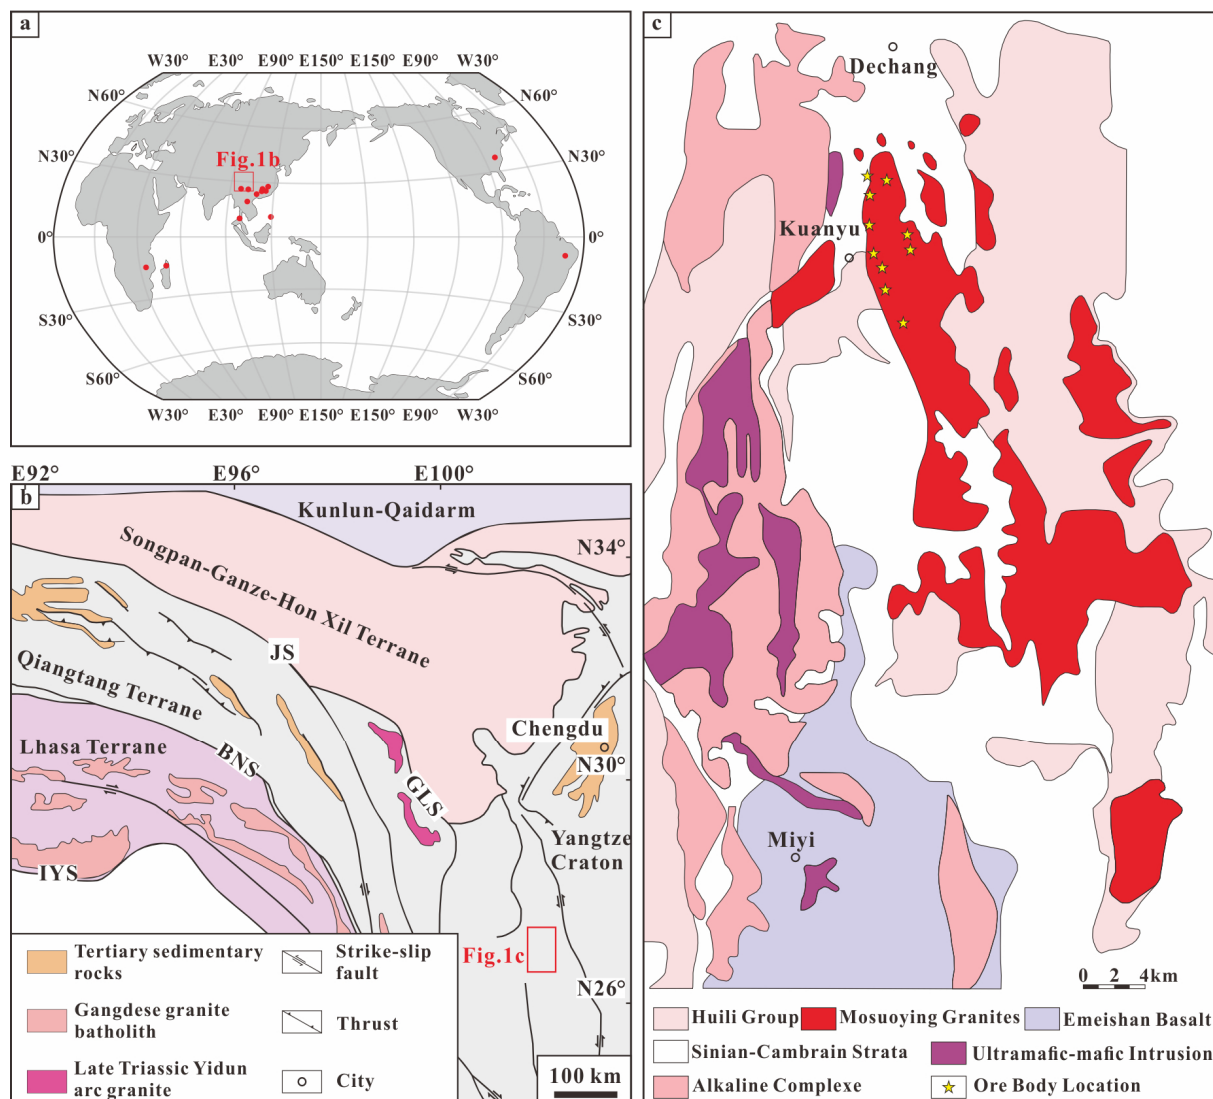 a
W30° E30° E90° E150° E150° E90° W30°
N60° N60°
N30° N30°
Fig.1b
0° 0°
S30° S30°
S60° S60°
W30° E30° E90° E150° E150° E90° W30°
E92° E96° E100°
b
Kunlun-Qaidarm
N34°
Songpan-Ganze-Hon Xil Terrane
JS
Qiangtang Terrane
Chengdu
Lhasa Terrane
BNS
N30°
GLS
Yangtze
Craton
IYS
Fig.1c
N26°
Tertiary sedimentary
rocks
Strike-slip
fault
Gangdese granite
batholith
Thrust
Late Triassic Yidun
arc granite
City
100 km
c
Dechang
Kuanyu
Miyi
0 2 4km
Huili Group Mosuoying Granites Emeishan Basalt
Sinian-Cambrain Strata Ultramafic-mafic Intrusion
Alkaline Complexe Ore Body Location